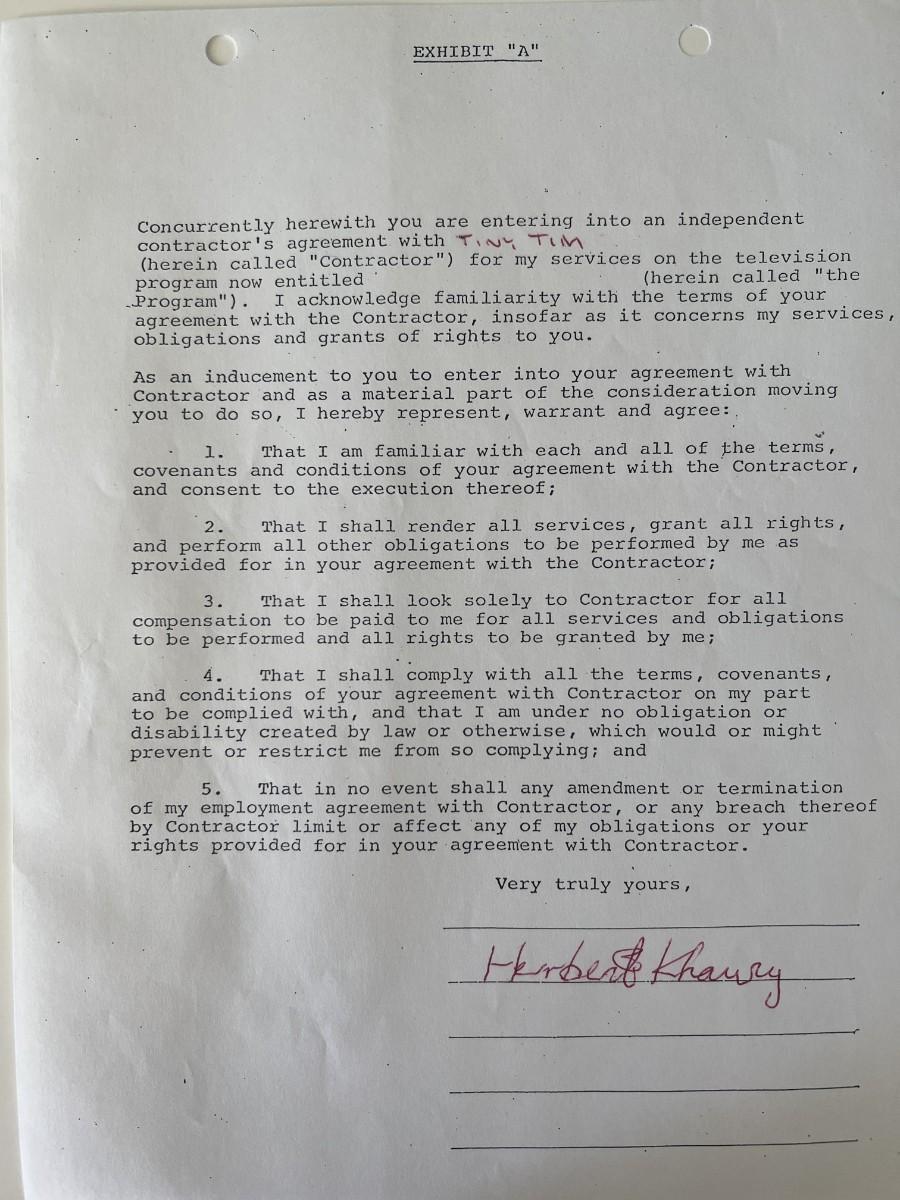 EXHIBIT "A"
Concurrently herewith you are entering into an independent
contractor's agreement with TINY TIM
(herein called "Contractor") for my services on the television
program now entitled (herein called "the
Program"). I acknowledge familiarity with the terms of your
agreement with the Contractor, insofar as it concerns my services,
obligations and grants of rights to you.
As an inducement to you to enter into your agreement with
Contractor and as a material part of the consideration moving
you to do so, I hereby represent, warrant and agree:
1. That I am familiar with each and all of the terms,
covenants and conditions of your agreement with the Contractor,
and consent to the execution thereof;
2. That I shall render all services, grant all rights,
and perform all other obligations to be performed by me as
provided for in your agreement with the Contractor;
3. That I shall look solely to Contractor for all
compensation to be paid to me for all services and obligations
to be performed and all rights to be granted by me;
4. That I shall comply with all the terms, covenants,
and conditions of your agreement with Contractor on my part
to be complied with, and that I am under no obligation or
disability created by law or otherwise, which would or might
prevent or restrict me from so complying; and
5. That in no event shall any amendment or termination
of my employment agreement with Contractor, or any breach thereof
by Contractor limit or affect any of my obligations or your
rights provided for in your agreement with Contractor.
Very truly yours,
Herbert Khaury